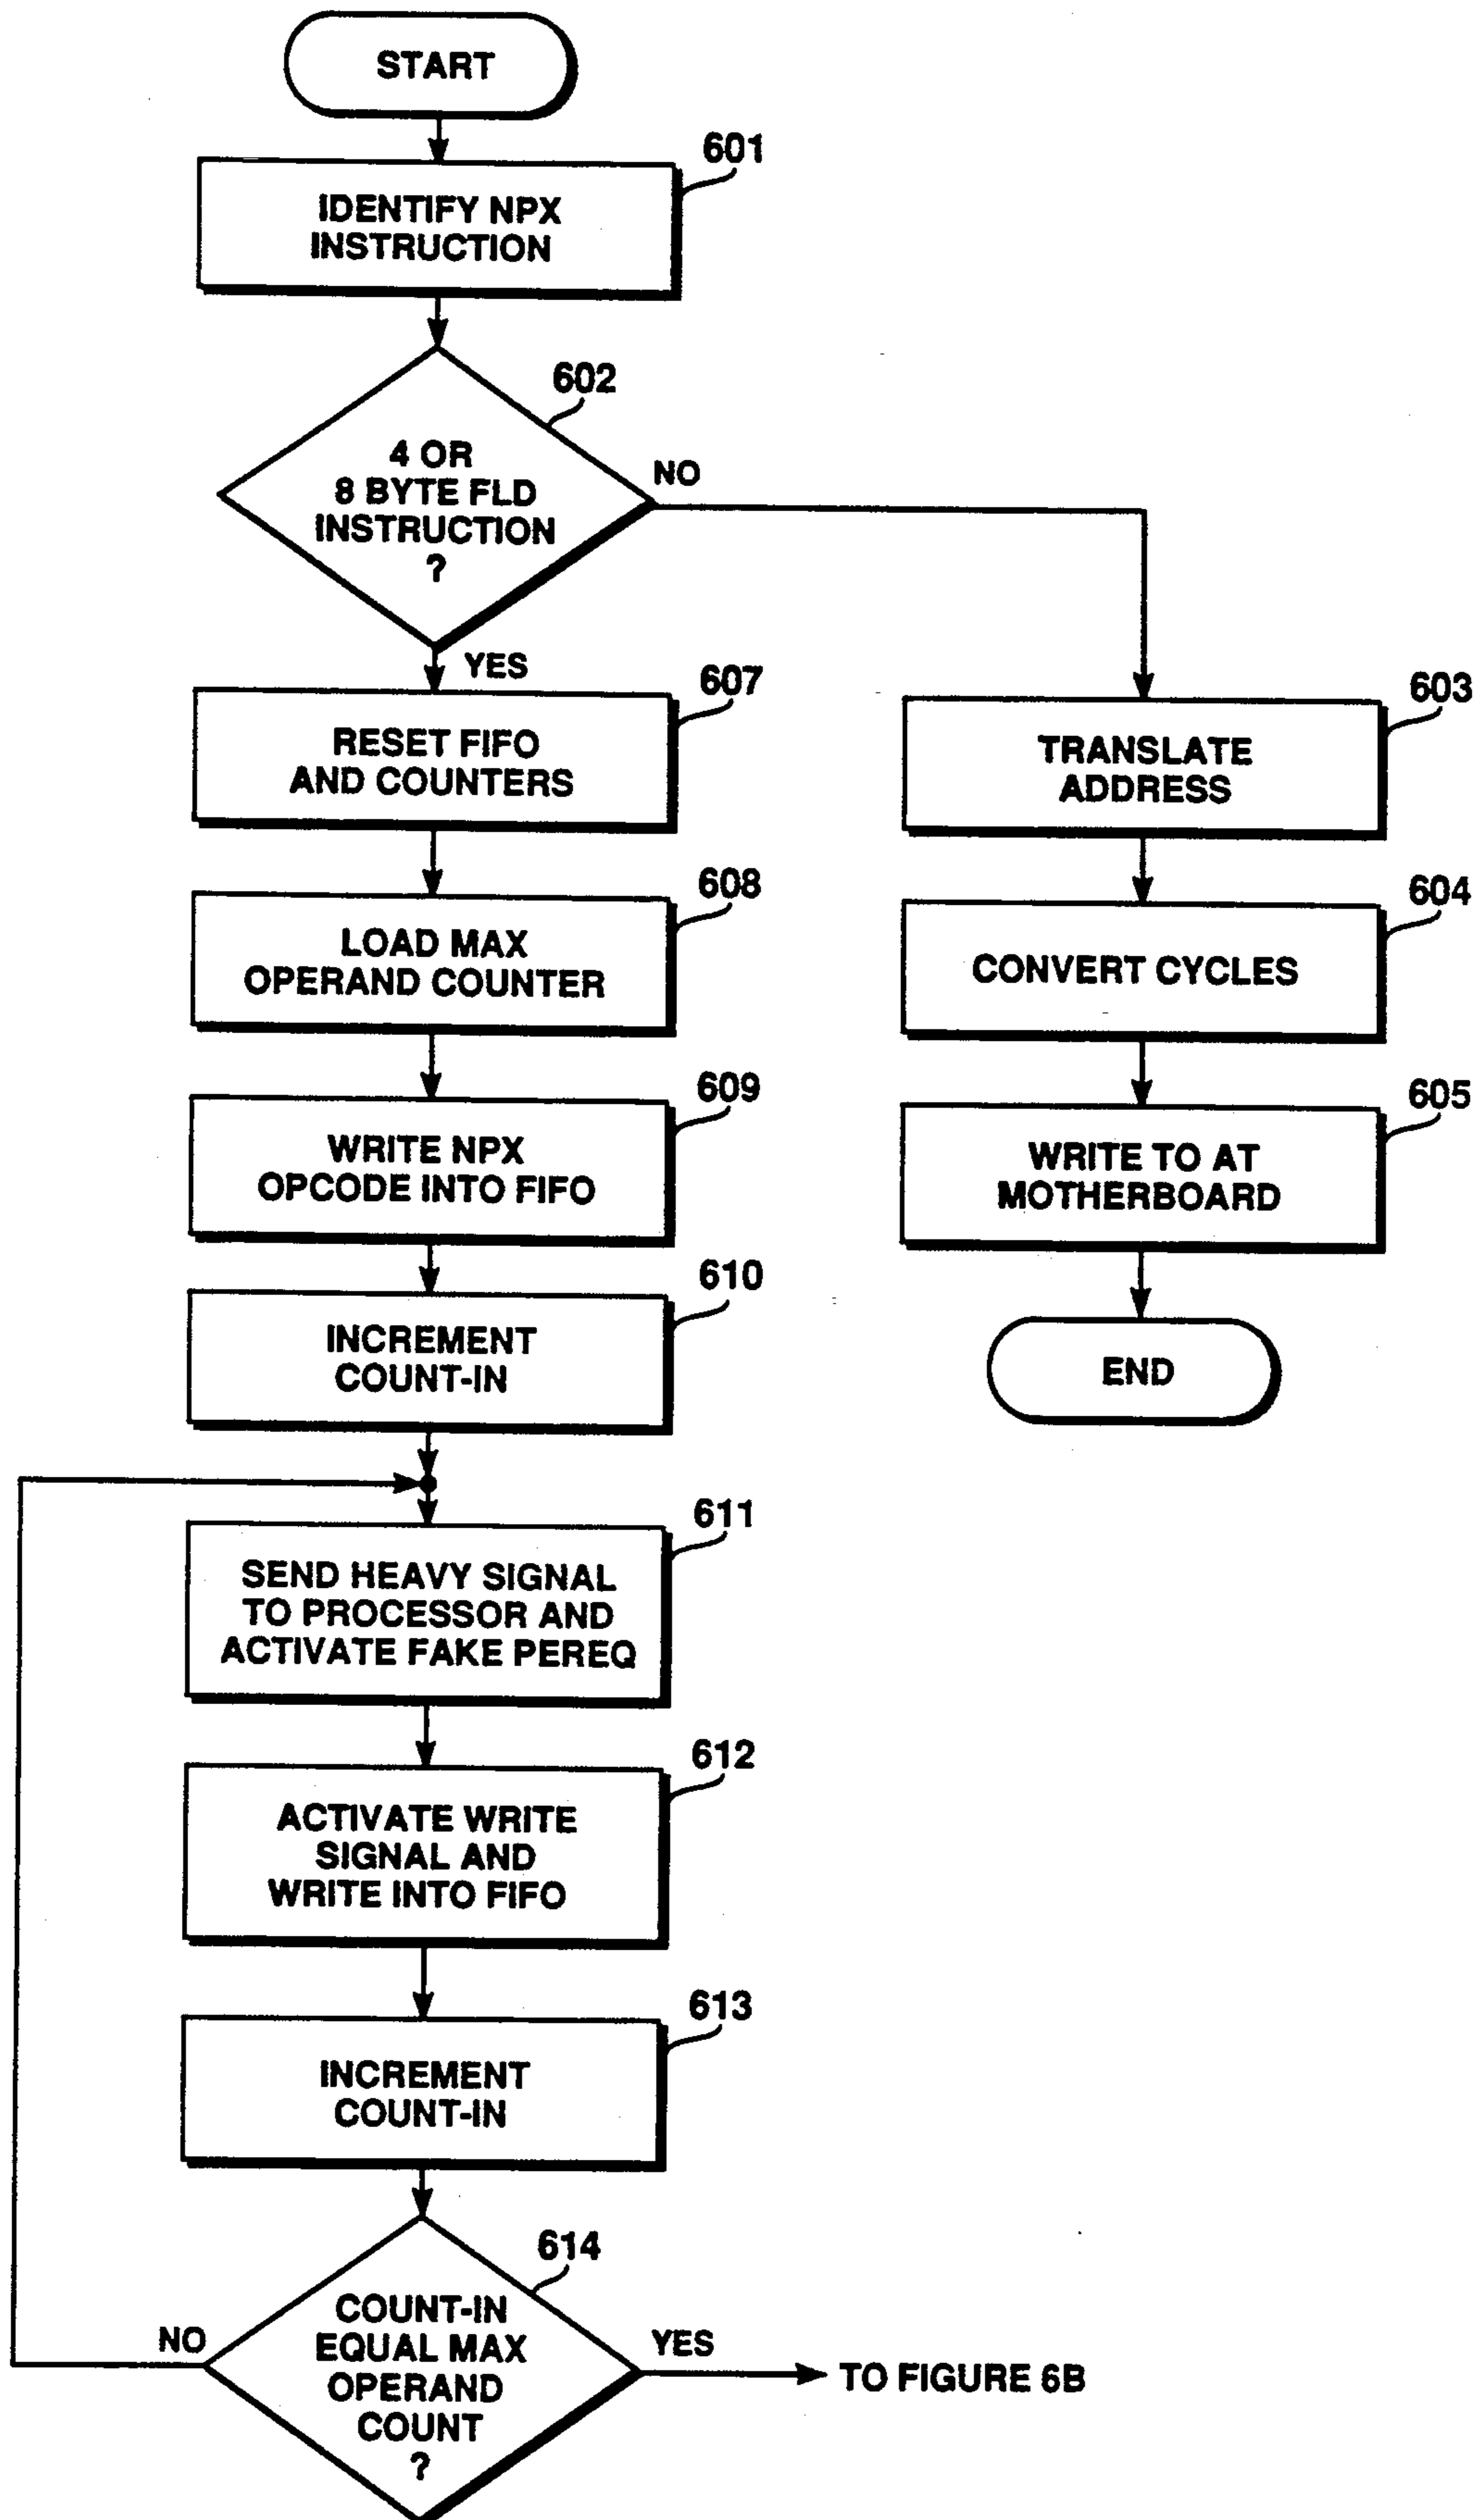 START
601
IDENTIFY NPX
INSTRUCTION
602
4 OR
8 BYTE FLD
INSTRUCTION
?
NO
YES
607
RESET FIFO
AND COUNTERS
603
TRANSLATE
ADDRESS
608
LOAD MAX
OPERAND COUNTER
604
CONVERT CYCLES
609
WRITE NPX
OPCODE INTO FIFO
605
WRITE TO AT
MOTHERBOARD
610
INCREMENT
COUNT-IN
END
611
SEND HEAVY SIGNAL
TO PROCESSOR AND
ACTIVATE FAKE PEREQ
612
ACTIVATE WRITE
SIGNAL AND
WRITE INTO FIFO
613
INCREMENT
COUNT-IN
614
COUNT-IN
EQUAL MAX
OPERAND
COUNT
?
NO
YES
TO FIGURE 6B